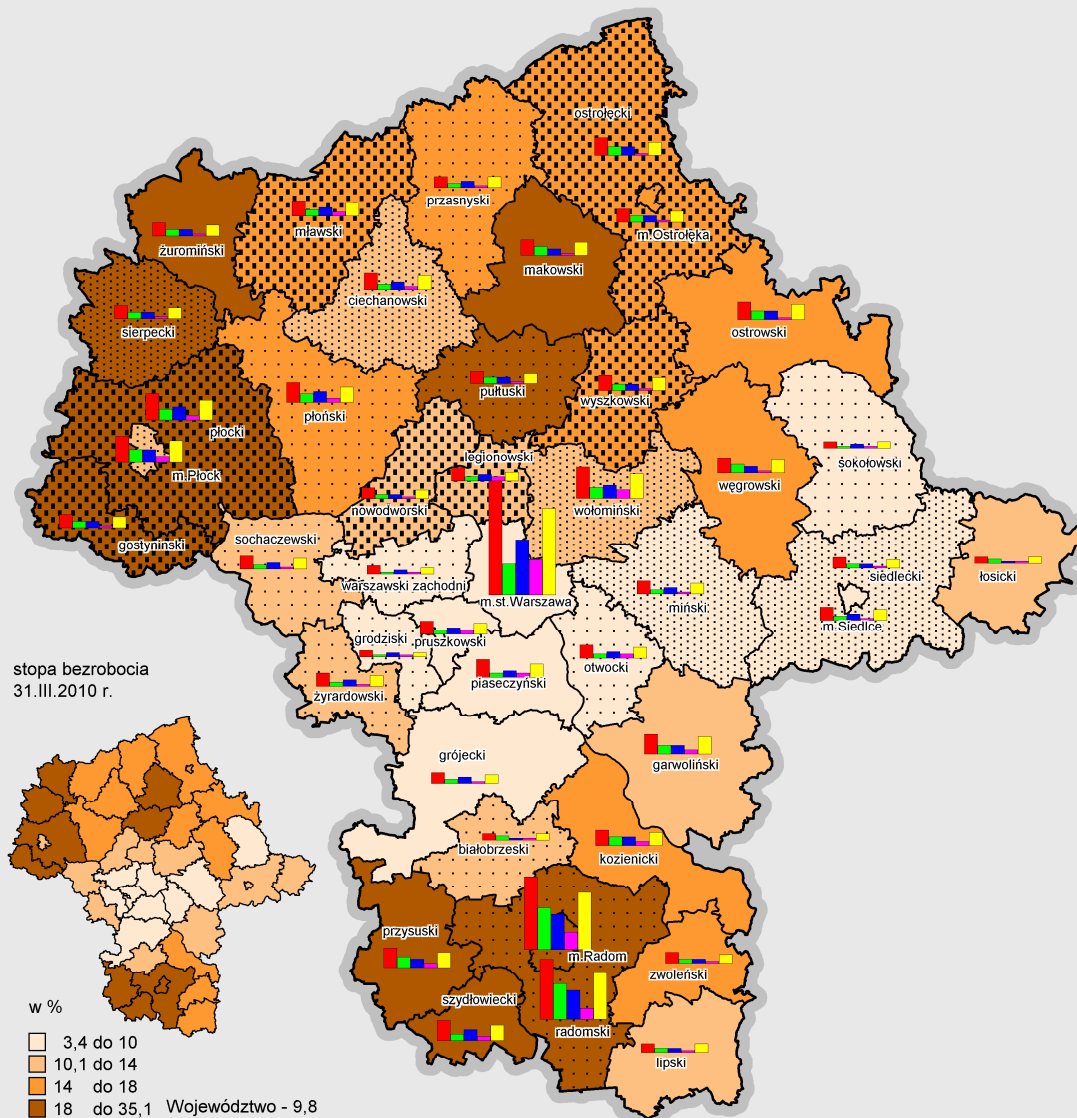 ostrołęcki
przasnyski
m.Ostrołęka
mławski
żuromiński
makowski
ciechanowski
ostrowski
sierpecki
pułtuski
wyszkowski
płoński
płocki
legionowski
sokołowski
m.Płock
węgrowski
wołomiński
nowodworski
sochaczewski
gostyniński
siedlecki
łosicki
warszawski zachodni
m.st.Warszawa
miński
m.Siedlce
grodziski
pruszkowski
otwocki
stopa bezrobocia
31.III.2010 r.
piaseczyński
żyrardowski
grójecki
garwoliński
białobrzeski
kozienicki
przysuski
m.Radom
zwoleński
szydłowiecki
radomski
lipski
w %
3,4 do 10
10,1 do 14
14 do 18
18 do 35,1 Województwo - 9,8